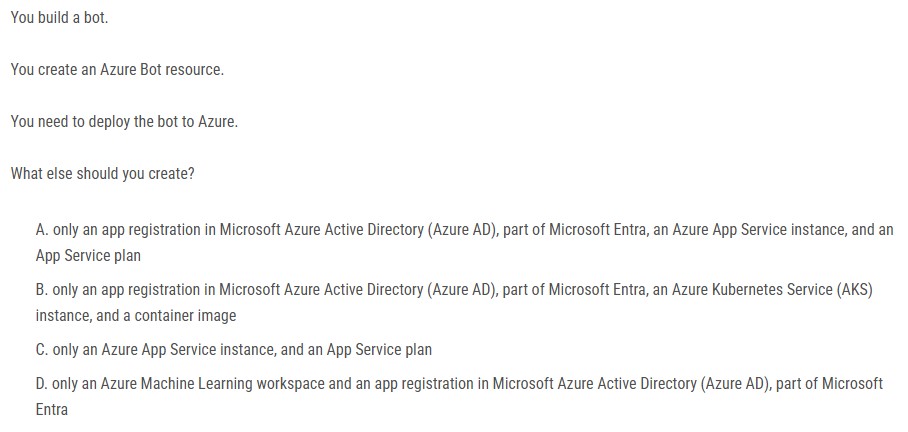 You build a bot.
You create an Azure Bot resource.
You need to deploy the bot to Azure.
What else should you create?
A. only an app registration in Microsoft Azure Active Directory (Azure AD), part of Microsoft Entra, an Azure App Service instance, and an
App Service plan
B. only an app registration in Microsoft Azure Active Directory (Azure AD), part of Microsoft Entra, an Azure Kubernetes Service (AKS)
instance, and a container image
C. only an Azure App Service instance, and an App Service plan
D. only an Azure Machine Learning workspace and an app registration in Microsoft Azure Active Directory (Azure AD), part of Microsoft
Entra